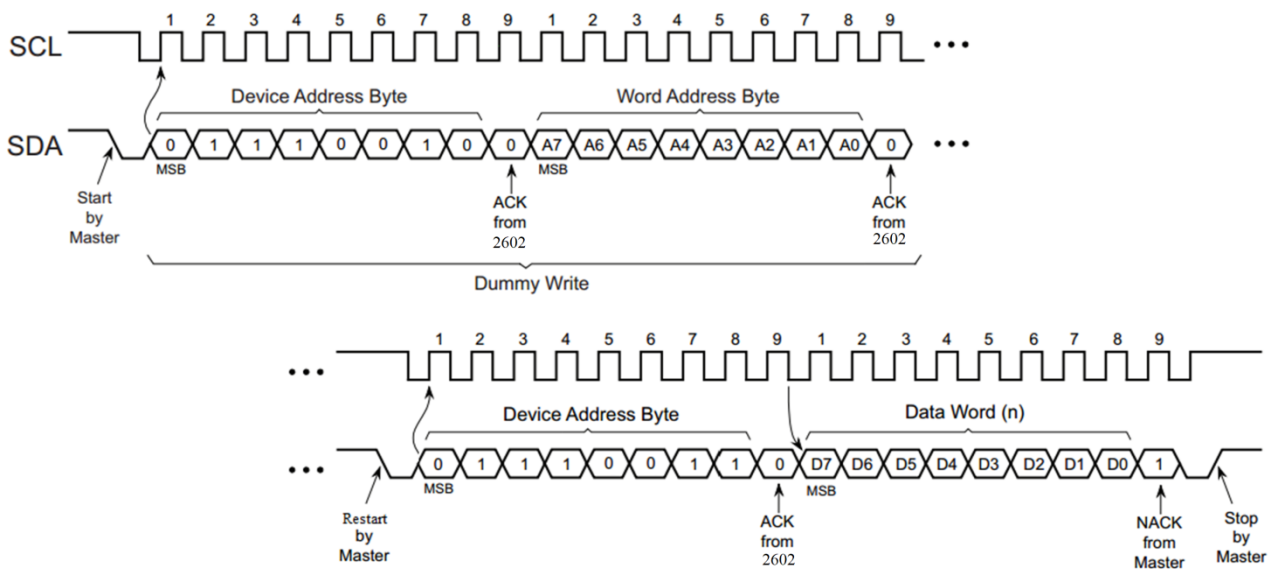 1 2 3 4 5 6 7 8 9 1 2 3 4 5 6 7 8 9
SCL
Device Address Byte Word Address Byte
SDA 0 1 1 1 0 0 1 0 0 A7 A6 A5 A4 A3 A2 A1 A0 0
MSB MSB
Start
by
Master
ACK
from
2602
ACK
from
2602
Dummy Write
1 2 3 4 5 6 7 8 9 1 2 3 4 5 6 7 8 9
Device Address Byte Data Word (n)
0 1 1 1 0 0 1 1 0 D7 D6 D5 D4 D3 D2 D1 D0 1
MSB MSB
Restart
by
Master
ACK
from
2602
NACK
from
Master
Stop
by
Master